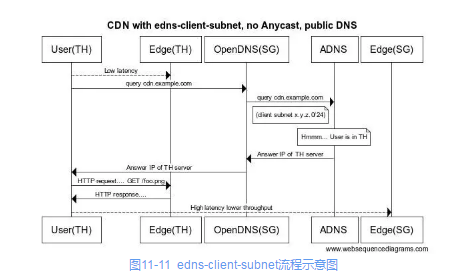 CDN with edns-client-subnet, no Anycast, public DNS
User(TH) Edge(TH) OpenDNS(SG) ADNS Edge(SG)
Low latency
query cdn.example.com
query cdn.example.com
(client subnet x.y.z.0/24)
Hmmm... User is in TH
Answer IP of TH server
Answer IP of TH server
HTTP request.... GET /foo.png
HTTP response....
High latency lower throughput
User(TH) Edge(TH) OpenDNS(SG) ADNS Edge(SG)
www.websequencediagrams.com
图11-11 edns-client-subnet流程示意图